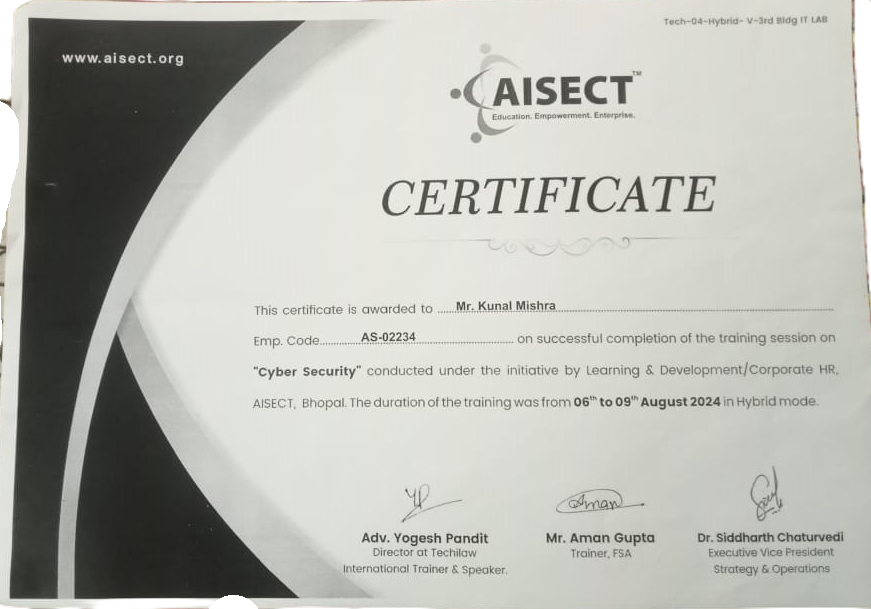 Tech-04-Hybrid- V-3rd Bldg IT LAB
www.aisect.org
AISECT™
Education. Empowerment. Enterprise.
CERTIFICATE
This certificate is awarded to ..... Mr. Kunal Mishra
Emp. Code............ AS-02234 ............ on successful completion of the training session on
"Cyber Security" conducted under the initiative by Learning & Development/Corporate HR,
AISECT, Bhopal. The duration of the training was from 06th to 09th August 2024 in Hybrid mode.
YP
Aman
Adv. Yogesh Pandit
Director at Techilaw
International Trainer & Speaker.
Mr. Aman Gupta
Trainer, FSA
Dr. Siddharth Chaturvedi
Executive Vice President
Strategy & Operations